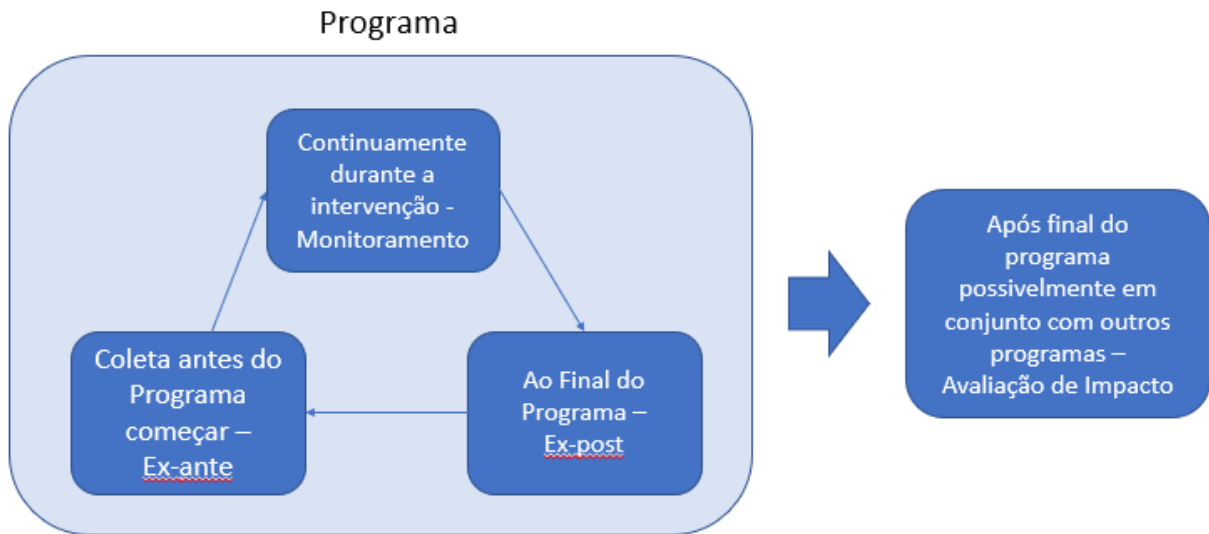 Programa
Continuamente
durante a
intervenção -
Monitoramento
Coleta antes do
Programa
começar –
Ex-ante
Ao Final do
Programa –
Ex-post
Após final do
programa
possivelmente em
conjunto com outros
programas –
Avaliação de Impacto